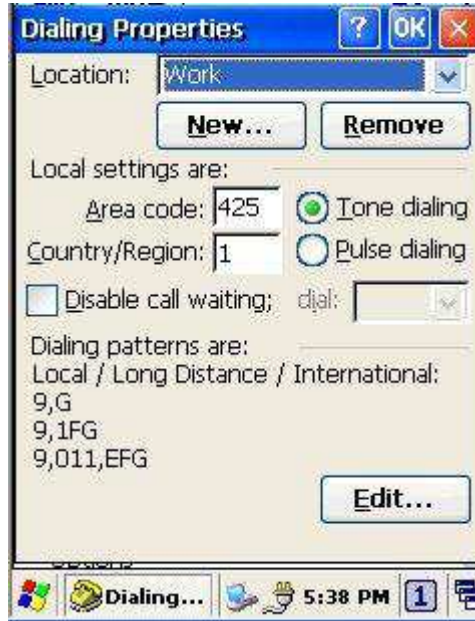 Dialing Properties ? OK
Location: Work
New... Remove
Local settings are:
Area code: 425 Tone dialing
Country/Region: 1 Pulse dialing
Disable call waiting; dial:
Dialing patterns are:
Local / Long Distance / International:
9,G
9,1FG
9,011,EFG
Edit...
Options
Dialing... 5:38 PM 1